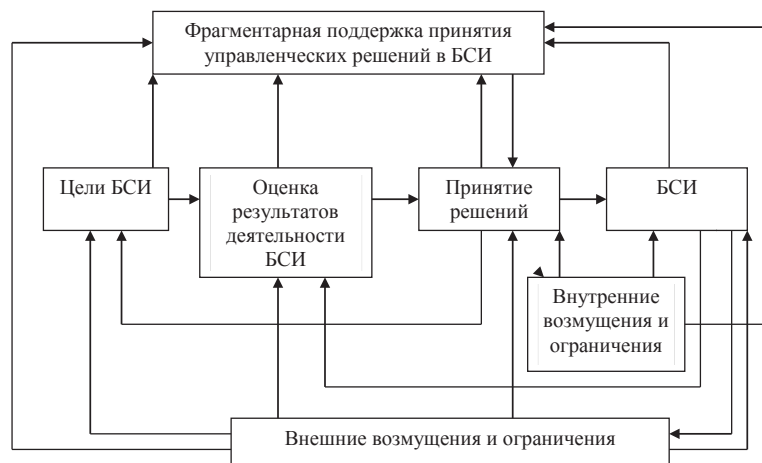 Фрагментарная поддержка принятия
управленческих решений в БСИ
Цели БСИ
Оценка
результатов
деятельности
БСИ
Принятие
решений
БСИ
Внутренние
возмущения и
ограничения
Внешние возмущения и ограничения